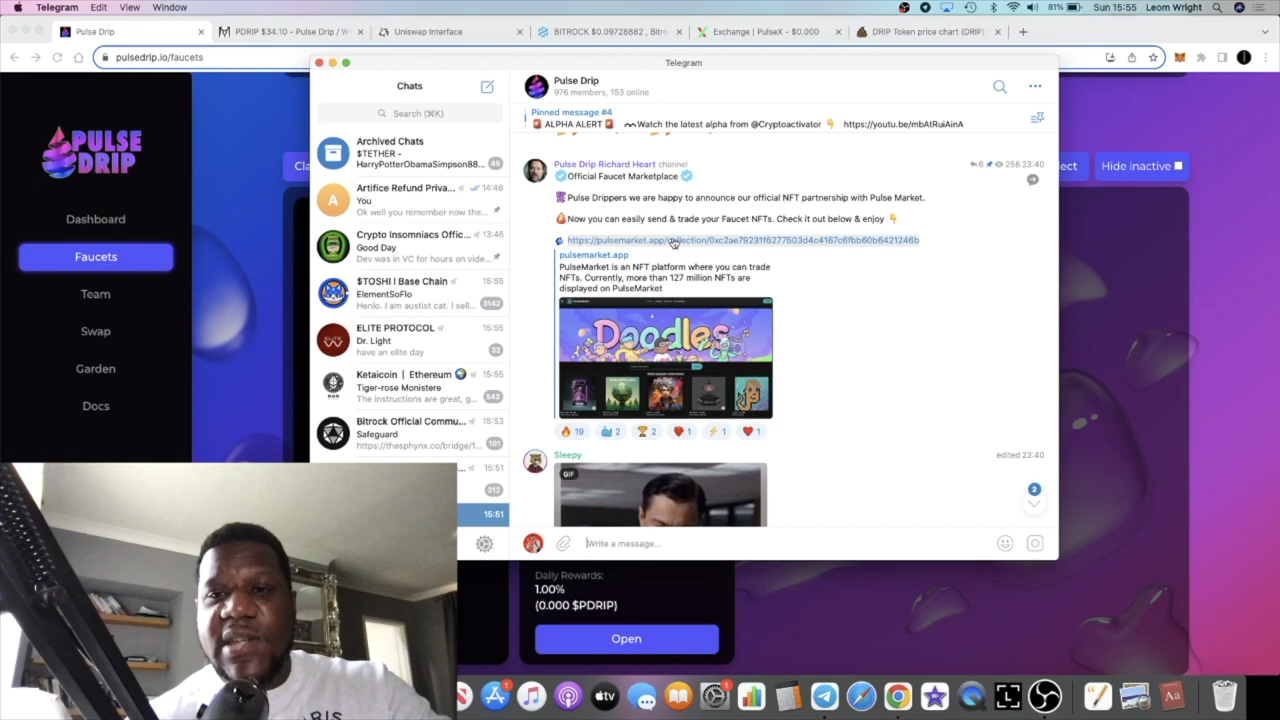 Telegram Edit View Window
81% Sun 15:55 Leom Wright
Pulse Drip
PDRIP $34.10 - Pulse Drip / W
Uniswap Interface
BITROCK $0.09728882 , Bitro
Exchange | PulseX - $0.000
DRIP Token price chart (DRIP)
pulsedrip.io/faucets
PULSE
DRIP
Dashboard
Faucets
Team
Swap
Garden
Docs
Cla
ect
Hide inactive
Telegram
Chats
Search (⌘K)
Archived Chats
$TETHER -
HarryPotterObamaSimpson88...
45
A
Artifice Refund Priva...
14:48
You
Ok well you remember now the...
Crypto Insomniacs Offic...
13:45
Good Day
Dev was in VC for hours on vide...
$TOSHI | Base Chain
15:55
ElementSoFlo
Henlo. I am autist cat. I sell...
3142
ELITE PROTOCOL
15:55
Dr. Light
have an elite day
32
Ketaicoin | Ethereum
15:55
Tiger-rose Monistere
The instructions are great, g...
542
Bitrock Official Commu...
15:53
Safeguard
https://thesphynx.co/bridge/1...
101
15:51
312
15:51
Pulse Drip
976 members, 153 online
Pinned message #4
🚨 ALPHA ALERT 🚨 Watch the latest alpha from @Cryptoactivator 👇 https://youtu.be/mbAtRuiAinA
Pulse Drip Richard Heart channel
6 258 23:40
Official Faucet Marketplace
Pulse Drippers we are happy to announce our official NFT partnership with Pulse Market.
Now you can easily send & trade your Faucet NFTs. Check it out below & enjoy 👇
https://pulsemarket.app/collection/0xc2ae79231f6277503d4c4167c6fbb60b6421246b
pulsemarket.app
PulseMarket is an NFT platform where you can trade
NFTs. Currently, more than 127 million NFTs are
displayed on PulseMarket
Doodles
🔥 19 2 🏆 2 1 ⚡ 1 ❤️ 1
Sleepy
edited 23:40
GIF
2
Write a message...
Daily Rewards:
1.00%
(0.000 $PDRIP)
Open